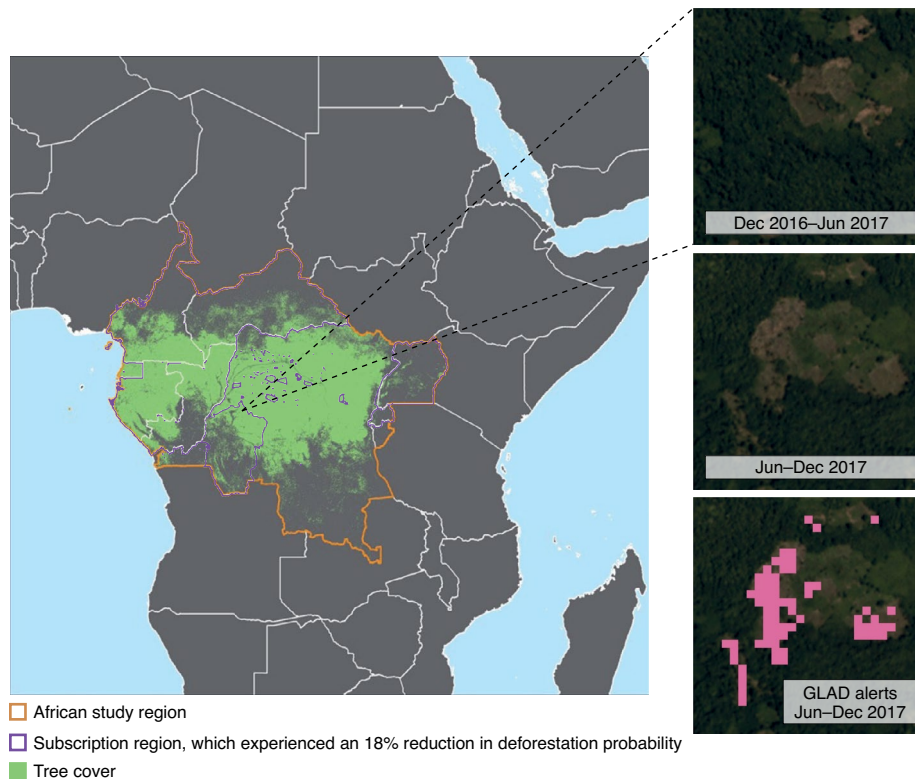 Dec 2016–Jun 2017
Jun–Dec 2017
GLAD alerts
Jun–Dec 2017
African study region
Subscription region, which experienced an 18% reduction in deforestation probability
Tree cover